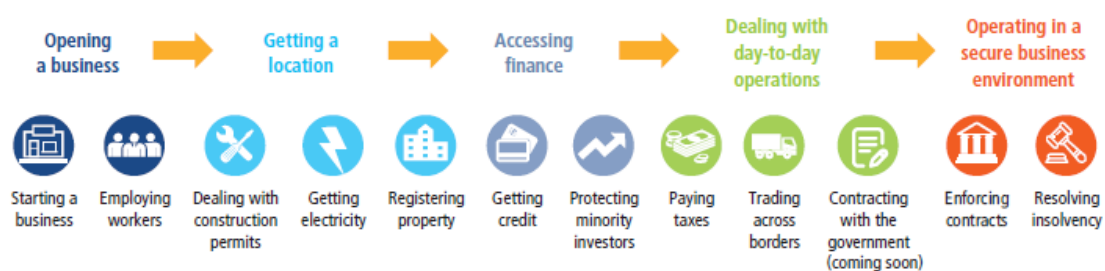 Opening
a business
Getting a
location
Accessing
finance
Dealing with
day-to-day
operations
Operating in a
secure business
environment
Starting a
business
Employing
workers
Dealing with
construction
permits
Getting
electricity
Registering
property
Getting
credit
Protecting
minority
investors
Paying
taxes
Trading
across
borders
Contracting
with the
government
(coming soon)
Enforcing
contracts
Resolving
insolvency